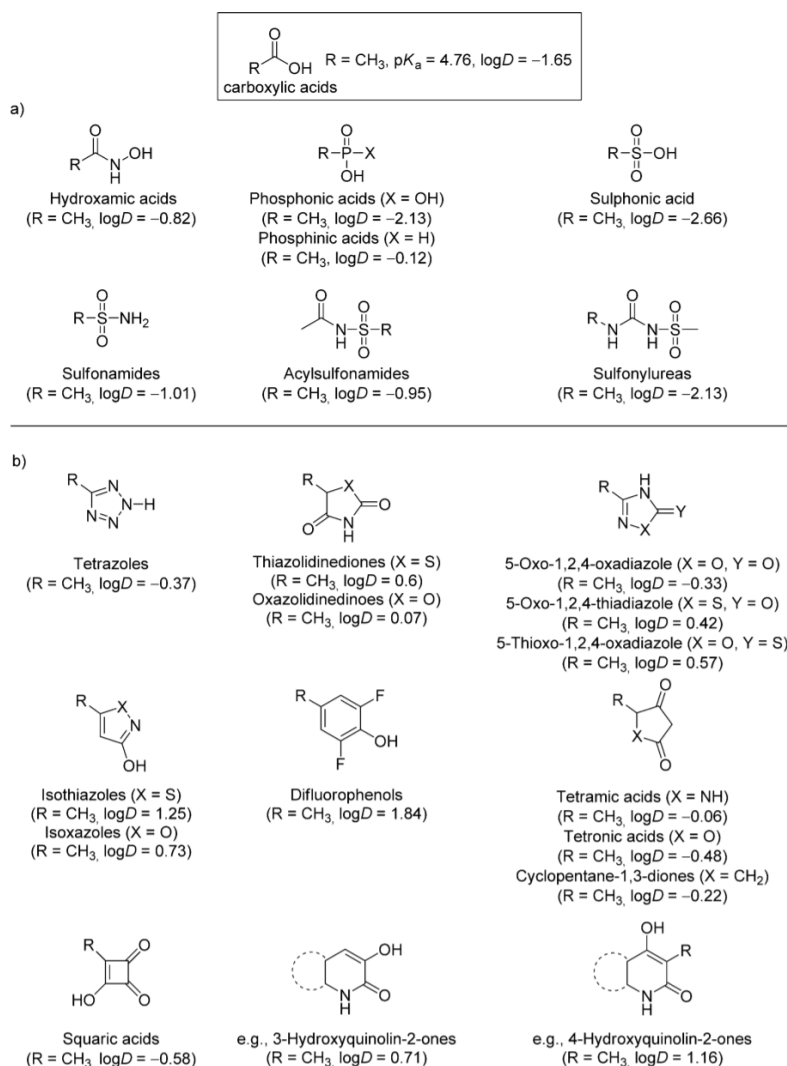 R = CH3, pKa = 4.76, logD = −1.65
carboxylic acids
a)
Hydroxamic acids
(R = CH3, logD = −0.82)
Phosphonic acids (X = OH)
(R = CH3, logD = −2.13)
Phosphinic acids (X = H)
(R = CH3, logD = −0.12)
Sulphonic acid
(R = CH3, logD = −2.66)
Sulfonamides
(R = CH3, logD = −1.01)
Acylsulfonamides
(R = CH3, logD = −0.95)
Sulfonylureas
(R = CH3, logD = −2.13)
b)
Tetrazoles
(R = CH3, logD = −0.37)
Thiazolidinediones (X = S)
(R = CH3, logD = 0.6)
Oxazolidinedinoes (X = O)
(R = CH3, logD = 0.07)
5-Oxo-1,2,4-oxadiazole (X = O, Y = O)
(R = CH3, logD = −0.33)
5-Oxo-1,2,4-thiadiazole (X = S, Y = O)
(R = CH3, logD = 0.42)
5-Thioxo-1,2,4-oxadiazole (X = O, Y = S)
(R = CH3, logD = 0.57)
Isothiazoles (X = S)
(R = CH3, logD = 1.25)
Isoxazoles (X = O)
(R = CH3, logD = 0.73)
Difluorophenols
(R = CH3, logD = 1.84)
Tetramic acids (X = NH)
(R = CH3, logD = −0.06)
Tetronic acids (X = O)
(R = CH3, logD = −0.48)
Cyclopentane-1,3-diones (X = CH2)
(R = CH3, logD = −0.22)
Squaric acids
(R = CH3, logD = −0.58)
e.g., 3-Hydroxyquinolin-2-ones
(R = CH3, logD = 0.71)
e.g., 4-Hydroxyquinolin-2-ones
(R = CH3, logD = 1.16)